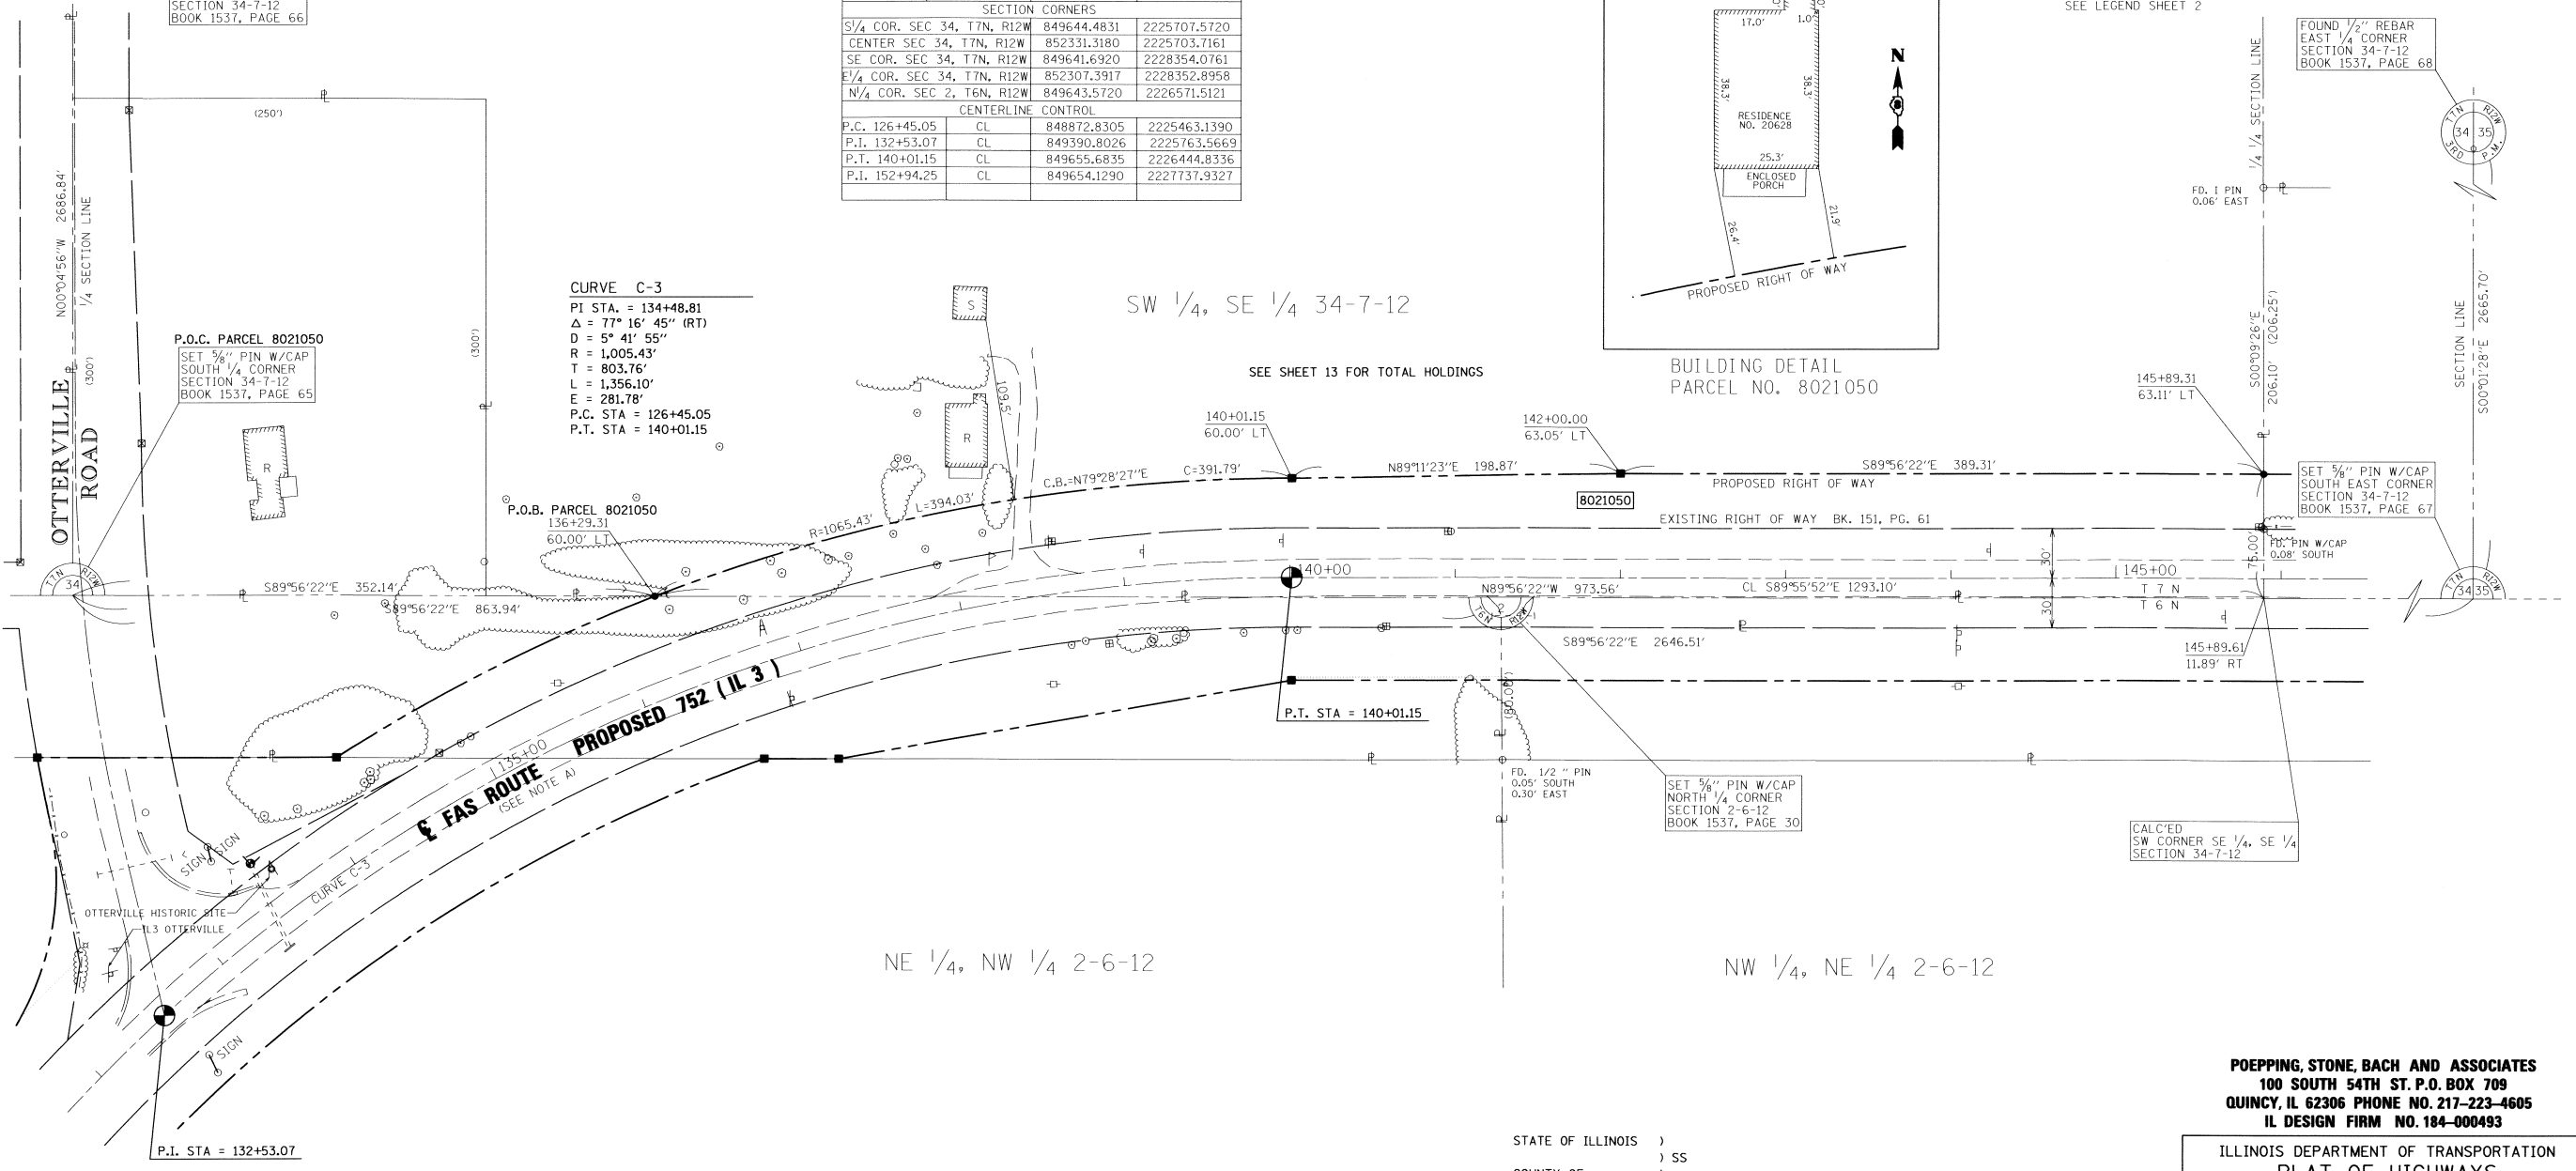 SECTION 34-7-12
BOOK 1537, PAGE 66
SECTION CORNERS
S1/4 COR. SEC 34, T7N, R12W 849644.4831 2225707.5720
CENTER SEC 34, T7N, R12W 852331.3180 2225703.7161
SE COR. SEC 34, T7N, R12W 849641.6920 2228354.0761
E1/4 COR. SEC 34, T7N, R12W 852307.3917 2228352.8958
N1/4 COR. SEC 2, T6N, R12W 849643.5720 2226571.5121
CENTERLINE CONTROL
P.C. 126+45.05 CL 848872.8305 2225463.1390
P.I. 132+53.07 CL 849390.8026 2225763.5669
P.T. 140+01.15 CL 849655.6835 2226444.8336
P.I. 152+94.25 CL 849654.1290 2227737.9327
17.0'
1.0'
38.3'
38.3'
RESIDENCE
NO. 20628
25.3'
ENCLOSED
PORCH
26.4'
21.9'
PROPOSED RIGHT OF WAY
BUILDING DETAIL
PARCEL NO. 8021050
N
SEE LEGEND SHEET 2
FOUND 1/2" REBAR
EAST 1/4 CORNER
SECTION 34-7-12
BOOK 1537, PAGE 68
T7N R12W
34 35
3RD P.M.
1/4 1/4 SECTION LINE
FD. I PIN
0.06' EAST
S00°09'26"E
206.10' (206.25')
SECTION LINE
S00°01'28"E 2665.70'
(250')
N00°04'56"W 2686.84'
1/4 SECTION LINE
(300')
(300')
OTTERVILLE
ROAD
P.O.C. PARCEL 8021050
SET 5/8" PIN W/CAP
SOUTH 1/4 CORNER
SECTION 34-7-12
BOOK 1537, PAGE 65
R
CURVE C-3
PI STA. = 134+48.81
Δ = 77° 16' 45" (RT)
D = 5° 41' 55"
R = 1,005.43'
T = 803.76'
L = 1,356.10'
E = 281.78'
P.C. STA = 126+45.05
P.T. STA = 140+01.15
S
109.5'
R
SW 1/4, SE 1/4 34-7-12
SEE SHEET 13 FOR TOTAL HOLDINGS
140+01.15
60.00' LT
142+00.00
63.05' LT
145+89.31
63.11' LT
P.O.B. PARCEL 8021050
136+29.31
60.00' LT
R=1065.43'
L=394.03'
C.B.=N79°28'27"E
C=391.79'
N89°11'23"E 198.87'
S89°56'22"E 389.31'
PROPOSED RIGHT OF WAY
8021050
EXISTING RIGHT OF WAY BK. 151, PG. 61
SET 5/8" PIN W/CAP
SOUTH EAST CORNER
SECTION 34-7-12
BOOK 1537, PAGE 67
FD. PIN W/CAP
0.08' SOUTH
75.00'
30'
30'
T7N R12W
34
S89°56'22"E 352.14'
S89°56'22"E 863.94'
140+00
145+00
N89°56'22"W 973.56'
CL S89°55'52"E 1293.10'
T 7 N
T 6 N
T7N R12W
34 35
2
T6N R12W
S89°56'22"E 2646.51'
145+89.61
11.89' RT
(80.00')
P.T. STA = 140+01.15
135+00
℄ FAS ROUTE PROPOSED 752 ( IL 3 )
(SEE NOTE A)
FD. 1/2 " PIN
0.05' SOUTH
0.30' EAST
SET 5/8" PIN W/CAP
NORTH 1/4 CORNER
SECTION 2-6-12
BOOK 1537, PAGE 30
CALC'ED
SW CORNER SE 1/4, SE 1/4
SECTION 34-7-12
SIGN
SIGN
CURVE C-3
OTTERVILLE HISTORIC SITE
IL3 OTTERVILLE
NE 1/4, NW 1/4 2-6-12
NW 1/4, NE 1/4 2-6-12
SIGN
P.I. STA = 132+53.07
POEPPING, STONE, BACH AND ASSOCIATES
100 SOUTH 54TH ST. P.O. BOX 709
QUINCY, IL 62306 PHONE NO. 217-223-4605
IL DESIGN FIRM NO. 184-000493
STATE OF ILLINOIS )
) SS
COUNTY OF )
ILLINOIS DEPARTMENT OF TRANSPORTATION
PLAT OF HIGHWAYS